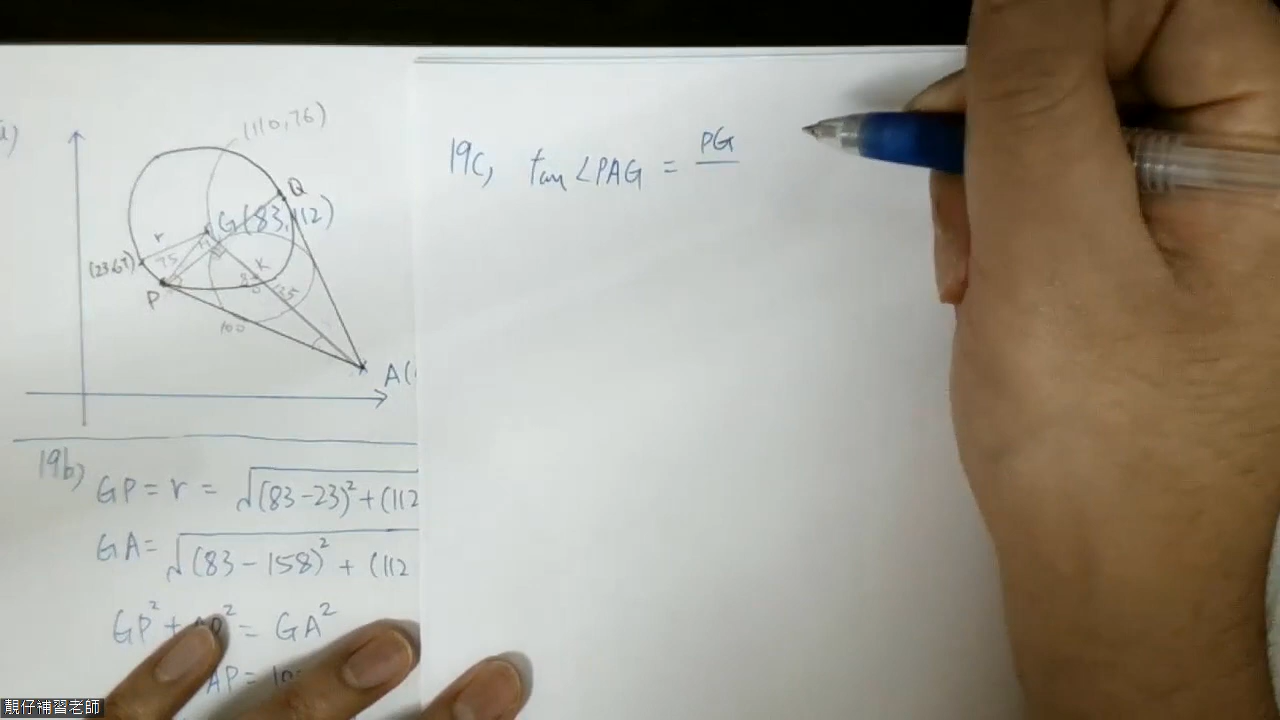 (110,76)
Q
G(83,112)
r
75
(23,67)
P
K
125
100
A(
19b)
GP = r = √(83-23)²+(112
GA = √(83-158)² + (112
GP² + AP² = GA²
AP = 10
19c, tan ∠PAG = PG
靚仔補習老師